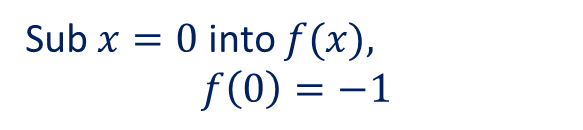 Sub x = 0 into f(x),
f(0) = −1